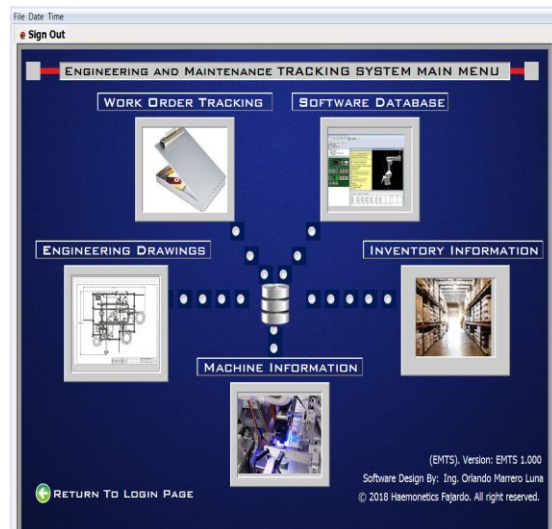 File Date Time
Sign Out
ENGINEERING AND MAINTENANCE TRACKING SYSTEM MAIN MENU
WORK ORDER TRACKING
SOFTWARE DATABASE
ENGINEERING DRAWINGS
INVENTORY INFORMATION
MACHINE INFORMATION
(EMTS). Version: EMTS 1.000
Software Design By: Ing. Orlando Marrero Luna
RETURN TO LOGIN PAGE
© 2018 Haemonetics Fajardo. All right reserved.